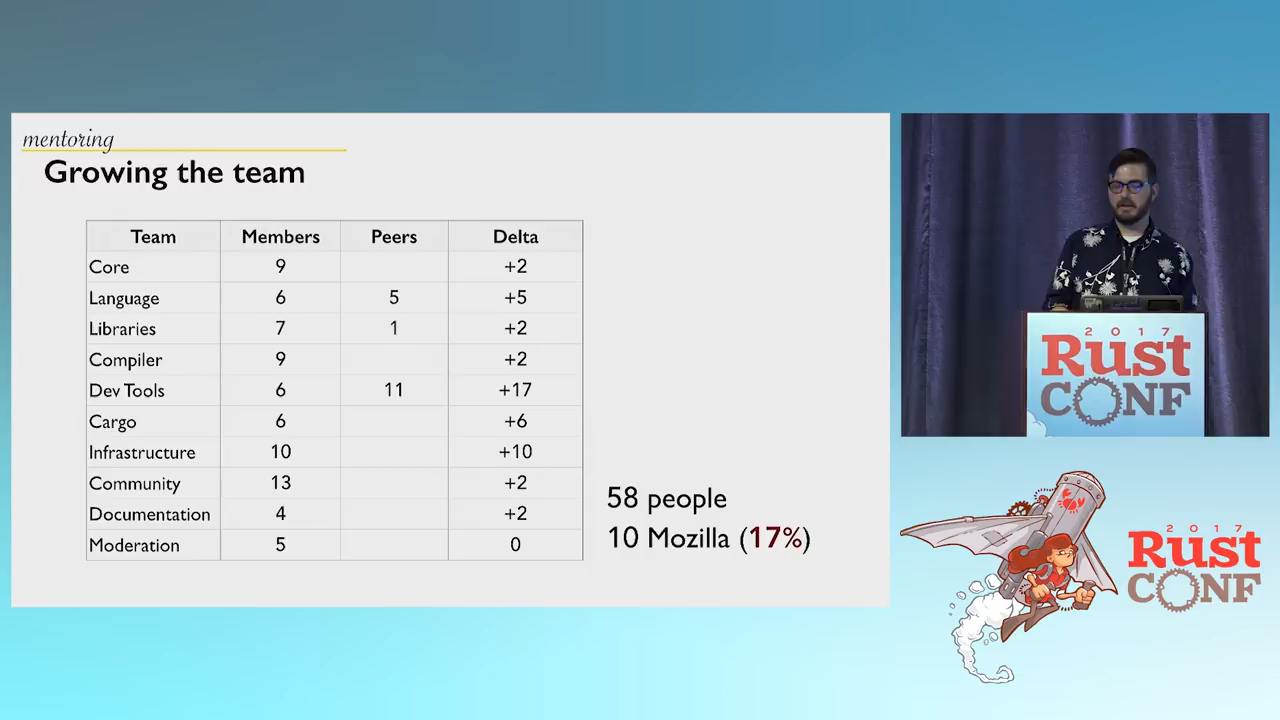 mentoring
Growing the team
Team Members Peers Delta
Core 9 +2
Language 6 5 +5
Libraries 7 1 +2
Compiler 9 +2
Dev Tools 6 11 +17
Cargo 6 +6
Infrastructure 10 +10
Community 13 +2
Documentation 4 +2
Moderation 5 0
58 people
10 Mozilla (17%)
2017
Rust
CONF
2017
Rust
CONF